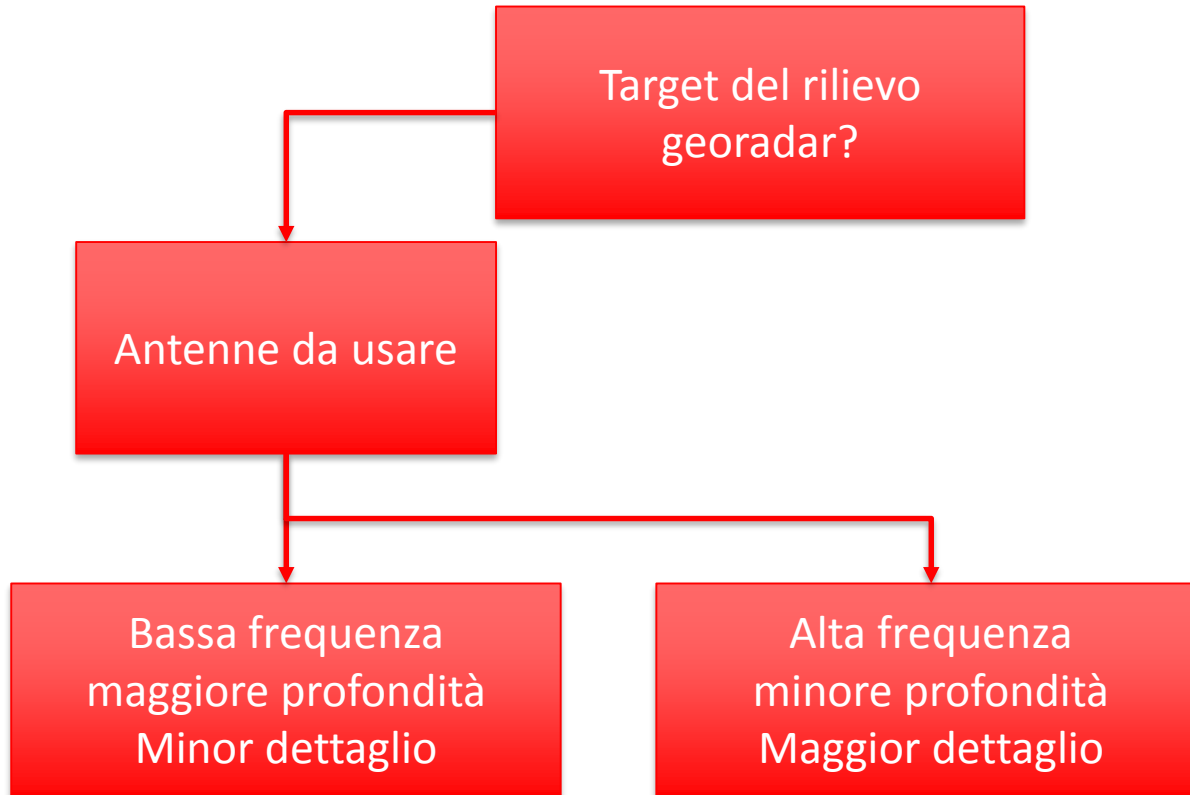 Target del rilievo
georadar?
Antenne da usare
Bassa frequenza
maggiore profondità
Minor dettaglio
Alta frequenza
minore profondità
Maggior dettaglio